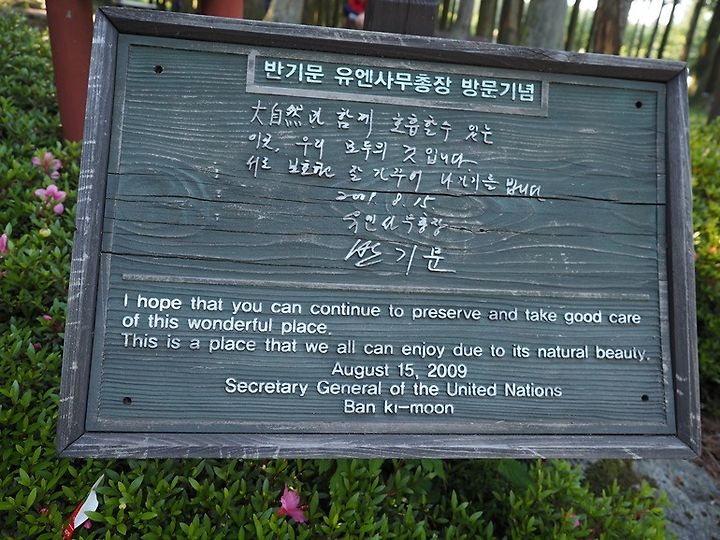 반기문 유엔사무총장 방문기념
大自然과 함께 호흡할 수 있는
이곳, 우리 모두의 것입니다
서로 보호하고 잘 가꾸어 나가기를 바랍니다
2009. 8. 15
유엔사무총장
반기문
I hope that you can continue to preserve and take good care
of this wonderful place.
This is a place that we all can enjoy due to its natural beauty.
August 15, 2009
Secretary General of the United Nations
Ban ki-moon